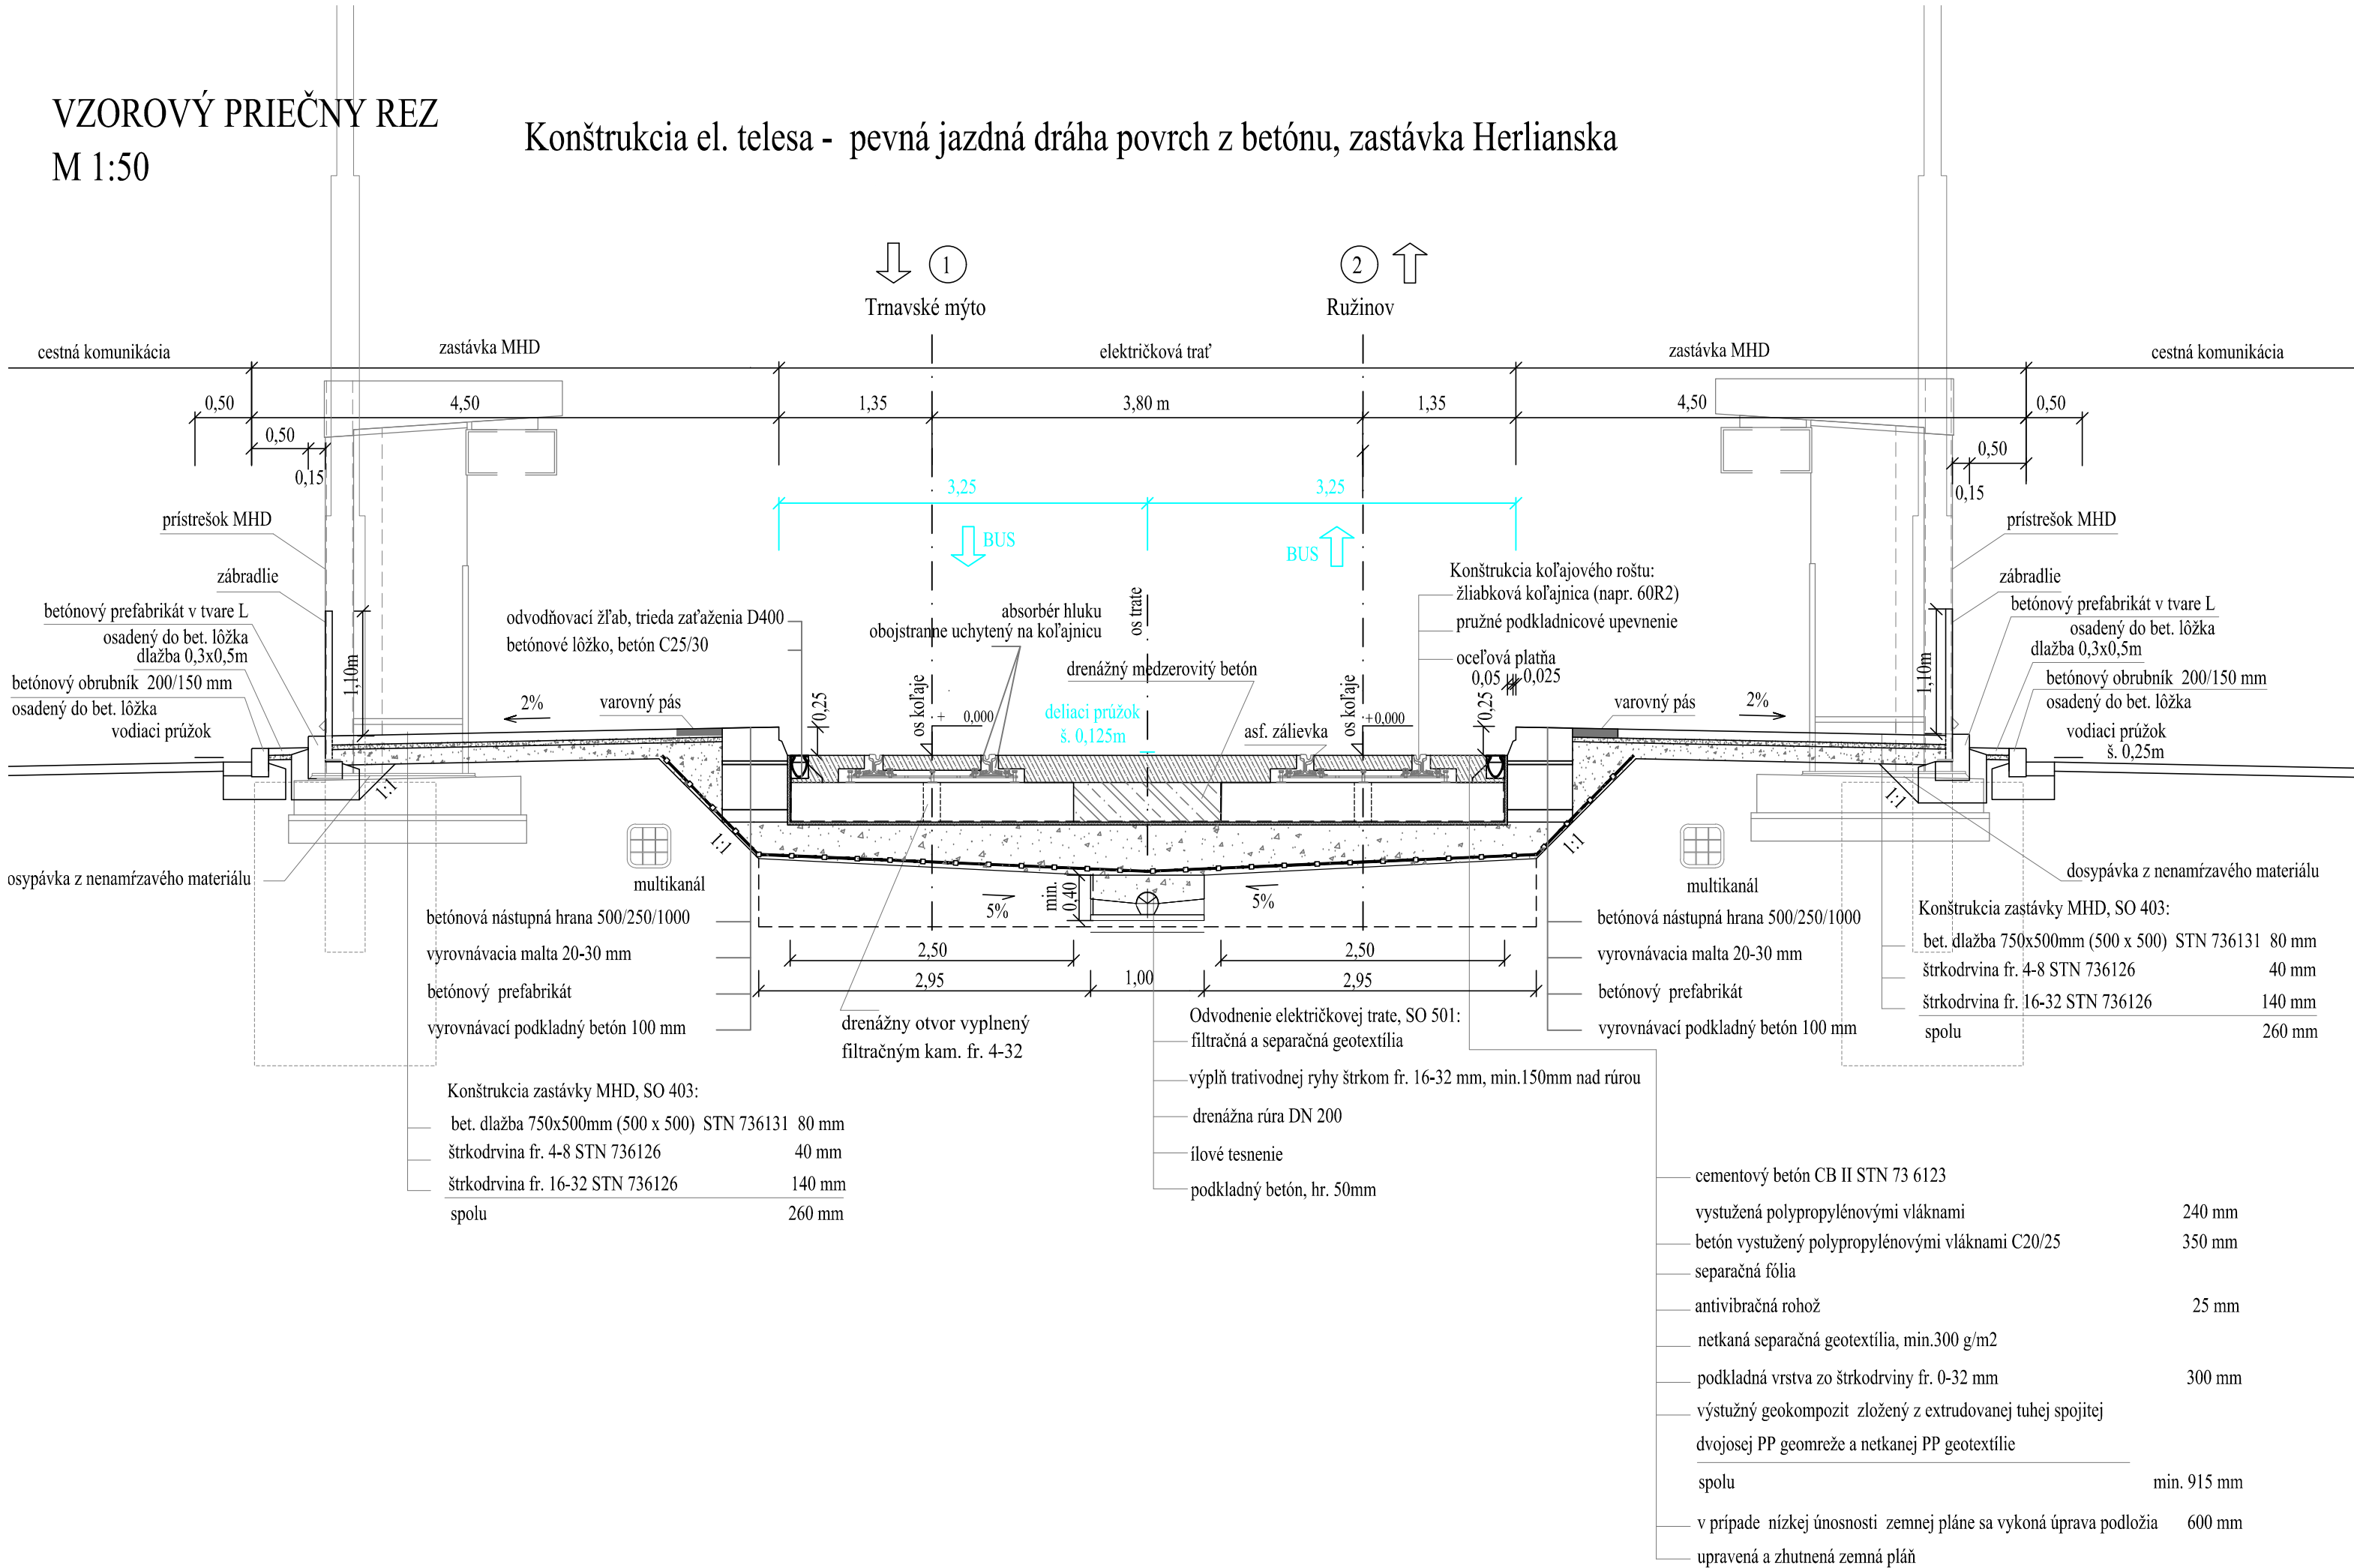 VZOROVÝ PRIEČNY REZ
M 1:50
Konštrukcia el. telesa - pevná jazdná dráha povrch z betónu, zastávka Herlianska
1
2
Trnavské mýto
Ružinov
cestná komunikácia
zastávka MHD
električková trať
zastávka MHD
cestná komunikácia
0,50
4,50
1,35
3,80 m
1,35
4,50
0,50
0,50
0,15
0,50
0,15
3,25
3,25
BUS
BUS
prístrešok MHD
zábradlie
betónový prefabrikát v tvare L
osadený do bet. lôžka
dlažba 0,3x0,5m
betónový obrubník 200/150 mm
osadený do bet. lôžka
vodiaci prúžok
1,10m
2%
varovný pás
odvodňovací žľab, trieda zaťaženia D400
betónové lôžko, betón C25/30
0,25
os koľaje
+ 0,000
absorbér hluku
obojstranne uchytený na koľajnicu
os trate
drenážny medzerovitý betón
deliaci prúžok
š. 0,125m
asf. zálievka
os koľaje
+0,000
Konštrukcia koľajového roštu:
žliabková koľajnica (napr. 60R2)
pružné podkladnicové upevnenie
oceľová platňa
0,05
0,025
0,25
varovný pás
2%
1,10m
prístrešok MHD
zábradlie
betónový prefabrikát v tvare L
osadený do bet. lôžka
dlažba 0,3x0,5m
betónový obrubník 200/150 mm
osadený do bet. lôžka
vodiaci prúžok
š. 0,25m
1:1
1:1
1:1
1:1
osypávka z nenamŕzavého materiálu
multikanál
multikanál
dosypávka z nenamŕzavého materiálu
5%
min.
0,40
5%
betónová nástupná hrana 500/250/1000
vyrovnávacia malta 20-30 mm
betónový prefabrikát
vyrovnávací podkladný betón 100 mm
2,50
2,50
2,95
1,00
2,95
betónová nástupná hrana 500/250/1000
vyrovnávacia malta 20-30 mm
betónový prefabrikát
vyrovnávací podkladný betón 100 mm
Konštrukcia zastávky MHD, SO 403:
bet. dlažba 750x500mm (500 x 500) STN 736131 80 mm
štrkodrvina fr. 4-8 STN 736126 40 mm
štrkodrvina fr. 16-32 STN 736126 140 mm
spolu 260 mm
drenážny otvor vyplnený
filtračným kam. fr. 4-32
Odvodnenie električkovej trate, SO 501:
filtračná a separačná geotextília
výplň trativodnej ryhy štrkom fr. 16-32 mm, min.150mm nad rúrou
drenážna rúra DN 200
ílové tesnenie
podkladný betón, hr. 50mm
Konštrukcia zastávky MHD, SO 403:
bet. dlažba 750x500mm (500 x 500) STN 736131 80 mm
štrkodrvina fr. 4-8 STN 736126 40 mm
štrkodrvina fr. 16-32 STN 736126 140 mm
spolu 260 mm
cementový betón CB II STN 73 6123
vystužená polypropylénovými vláknami 240 mm
betón vystužený polypropylénovými vláknami C20/25 350 mm
separačná fólia
antivibračná rohož 25 mm
netkaná separačná geotextília, min.300 g/m2
podkladná vrstva zo štrkodrviny fr. 0-32 mm 300 mm
výstužný geokompozit zložený z extrudovanej tuhej spojitej
dvojosej PP geomreže a netkanej PP geotextílie
spolu min. 915 mm
v prípade nízkej únosnosti zemnej pláne sa vykoná úprava podložia 600 mm
upravená a zhutnená zemná pláň